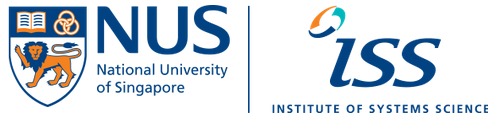 NUS
National University
of Singapore
iss
INSTITUTE OF SYSTEMS SCIENCE